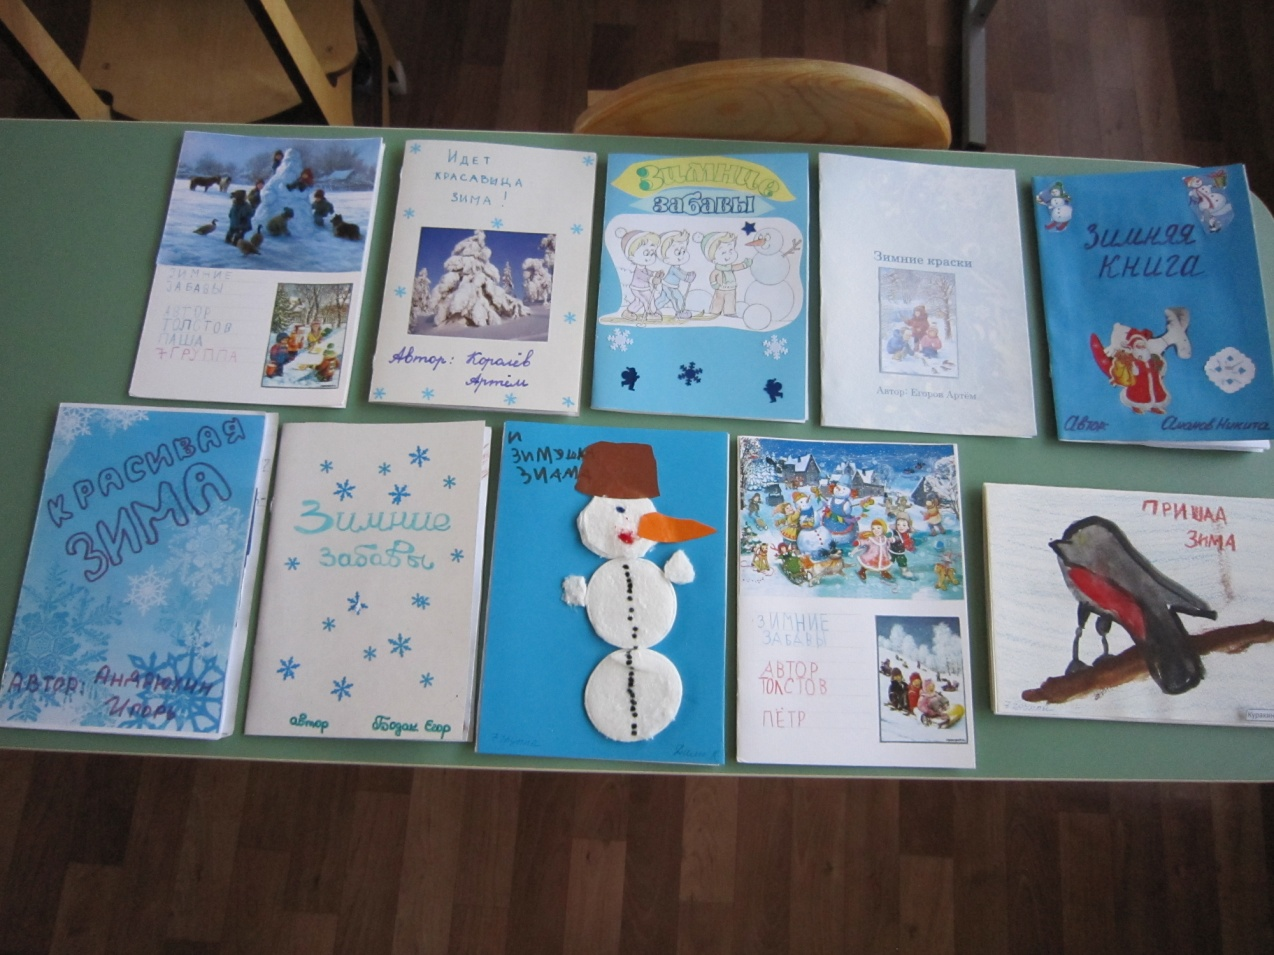 ЗИМНИЕ
ЗАБАВЫ
АВТОР
ТОЛСТОВ
ПАША
7 ГРУППА
ИДЕТ
КРАСАВИЦА
ЗИМА!
Автор: Королёв
Артём
Зимние
забавы
Зимние краски
Автор: Егоров Артём
Зимняя
книга
Автор Никита
КРАСИВАЯ
ЗИМА
АВТОР:
Игорь
Зимние
забавы
автор
И
ЗИМУШК
ЗИМА
ЗИМНИЕ
ЗАБАВЫ
АВТОР
ТОЛСТОВ
ПЁТР
ПРИШЛА
ЗИМА